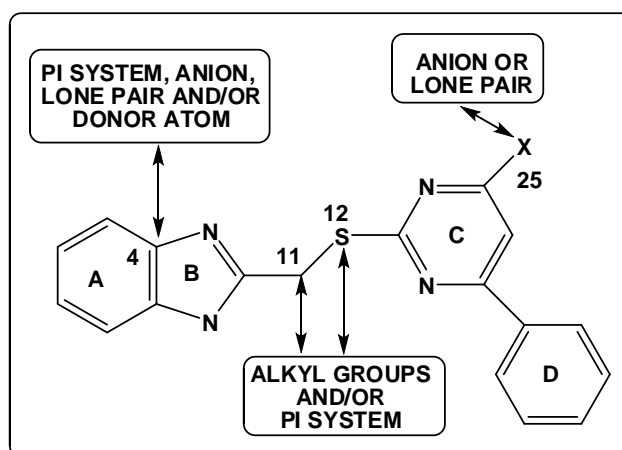 PI SYSTEM, ANION,
LONE PAIR AND/OR
DONOR ATOM
ANION OR
LONE PAIR
X
25
N
12
S
C
4
N
11
A
B
N
N
D
ALKYL GROUPS
AND/OR
PI SYSTEM